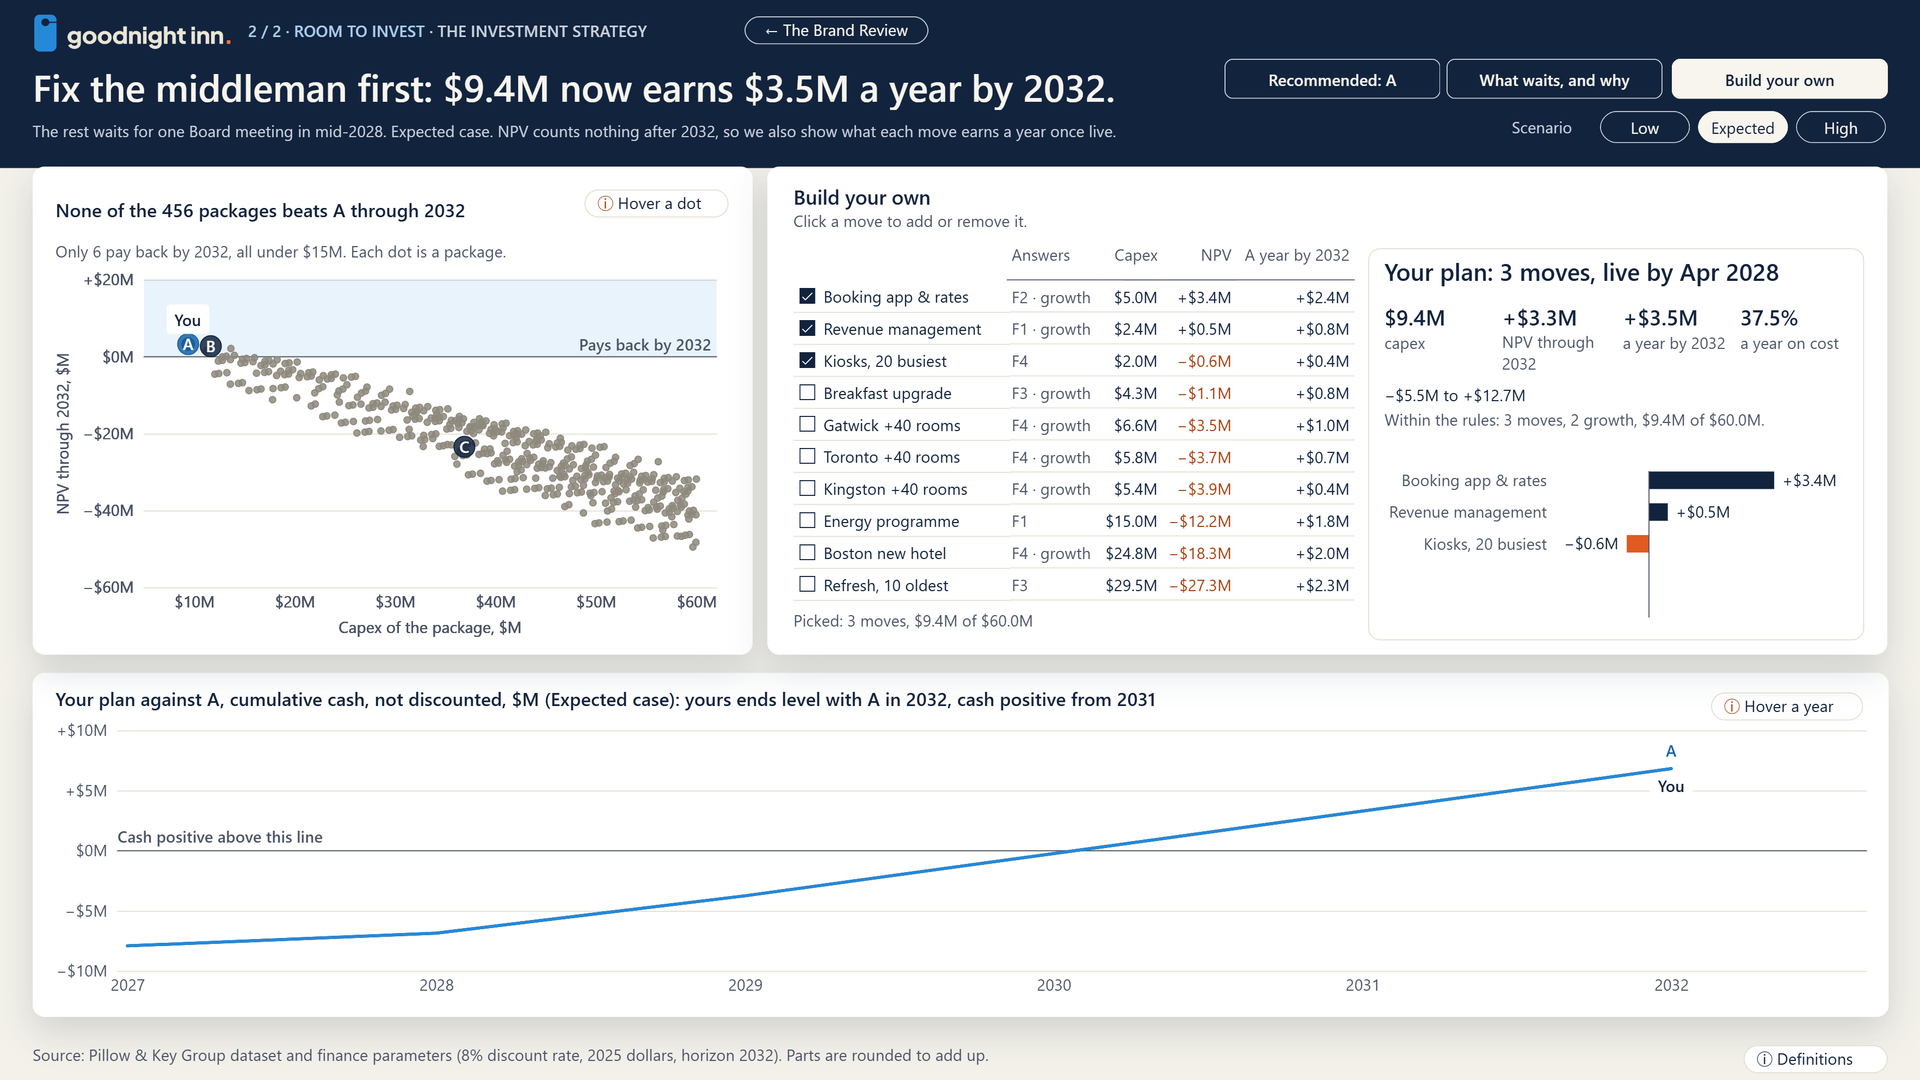 goodnight inn.
2 / 2 · ROOM TO INVEST · THE INVESTMENT STRATEGY
← The Brand Review
Fix the middleman first: $9.4M now earns $3.5M a year by 2032.
The rest waits for one Board meeting in mid-2028. Expected case. NPV counts nothing after 2032, so we also show what each move earns a year once live.
Recommended: A
What waits, and why
Build your own
Scenario
Low
Expected
High
None of the 456 packages beats A through 2032
ⓘ Hover a dot
Only 6 pay back by 2032, all under $15M. Each dot is a package.
NPV through 2032, $M
+$20M
$0M
−$20M
−$40M
−$60M
You
A
B
C
Pays back by 2032
$10M
$20M
$30M
$40M
$50M
$60M
Capex of the package, $M
Build your own
Click a move to add or remove it.
Answers Capex NPV A year by 2032
Booking app & rates F2 · growth $5.0M +$3.4M +$2.4M
Revenue management F1 · growth $2.4M +$0.5M +$0.8M
Kiosks, 20 busiest F4 $2.0M −$0.6M +$0.4M
Breakfast upgrade F3 · growth $4.3M −$1.1M +$0.8M
Gatwick +40 rooms F4 · growth $6.6M −$3.5M +$1.0M
Toronto +40 rooms F4 · growth $5.8M −$3.7M +$0.7M
Kingston +40 rooms F4 · growth $5.4M −$3.9M +$0.4M
Energy programme F1 $15.0M −$12.2M +$1.8M
Boston new hotel F4 · growth $24.8M −$18.3M +$2.0M
Refresh, 10 oldest F3 $29.5M −$27.3M +$2.3M
Picked: 3 moves, $9.4M of $60.0M
Your plan: 3 moves, live by Apr 2028
$9.4M
capex
+$3.3M
NPV through
2032
+$3.5M
a year by 2032
37.5%
a year on cost
−$5.5M to +$12.7M
Within the rules: 3 moves, 2 growth, $9.4M of $60.0M.
Booking app & rates +$3.4M
Revenue management +$0.5M
Kiosks, 20 busiest −$0.6M
Your plan against A, cumulative cash, not discounted, $M (Expected case): yours ends level with A in 2032, cash positive from 2031
ⓘ Hover a year
+$10M
+$5M
$0M
−$5M
−$10M
Cash positive above this line
A
You
2027
2028
2029
2030
2031
2032
Source: Pillow & Key Group dataset and finance parameters (8% discount rate, 2025 dollars, horizon 2032). Parts are rounded to add up.
ⓘ Definitions